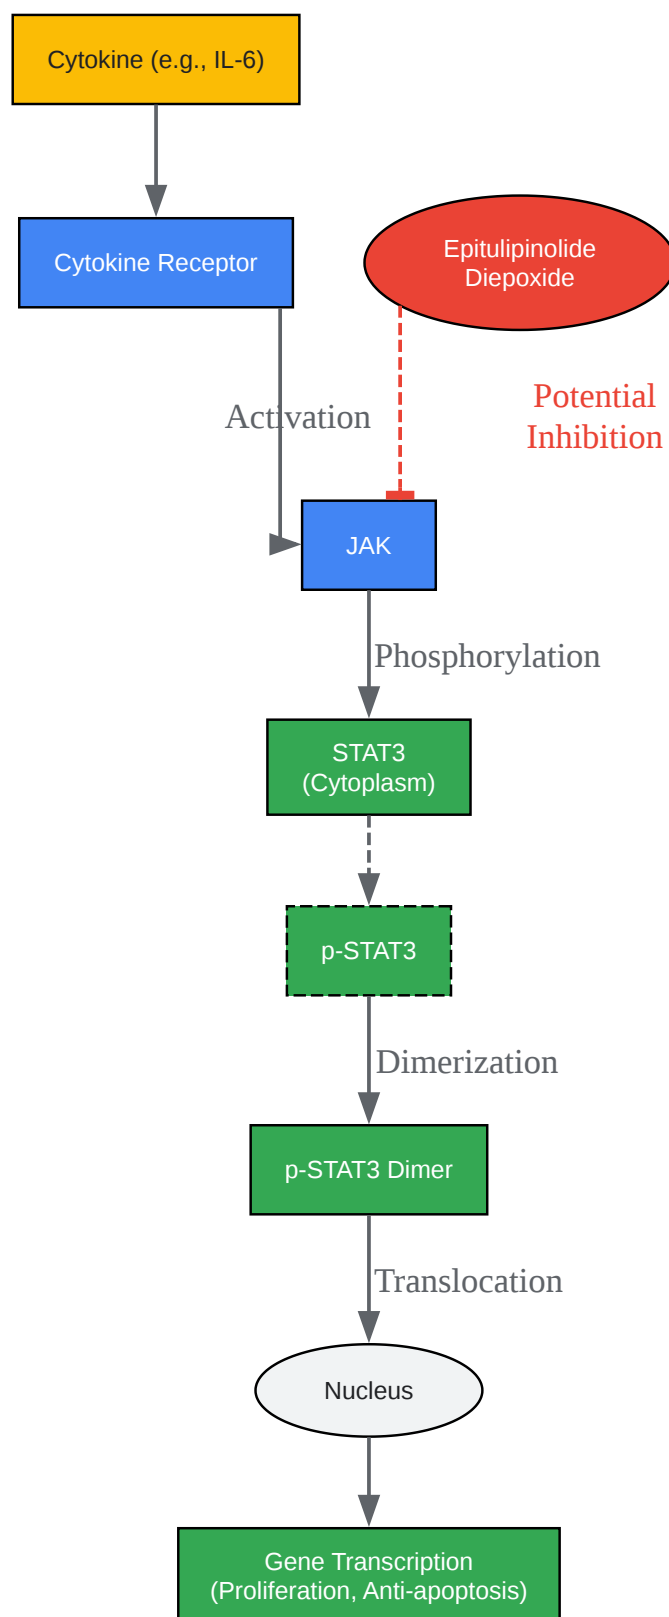 Cytokine (e.g., IL-6)
Cytokine Receptor
Epitulipinolide
Diepoxide
Activation
Potential
Inhibition
JAK
Phosphorylation
STAT3
(Cytoplasm)
p-STAT3
Dimerization
p-STAT3 Dimer
Translocation
Nucleus
Gene Transcription
(Proliferation, Anti-apoptosis)